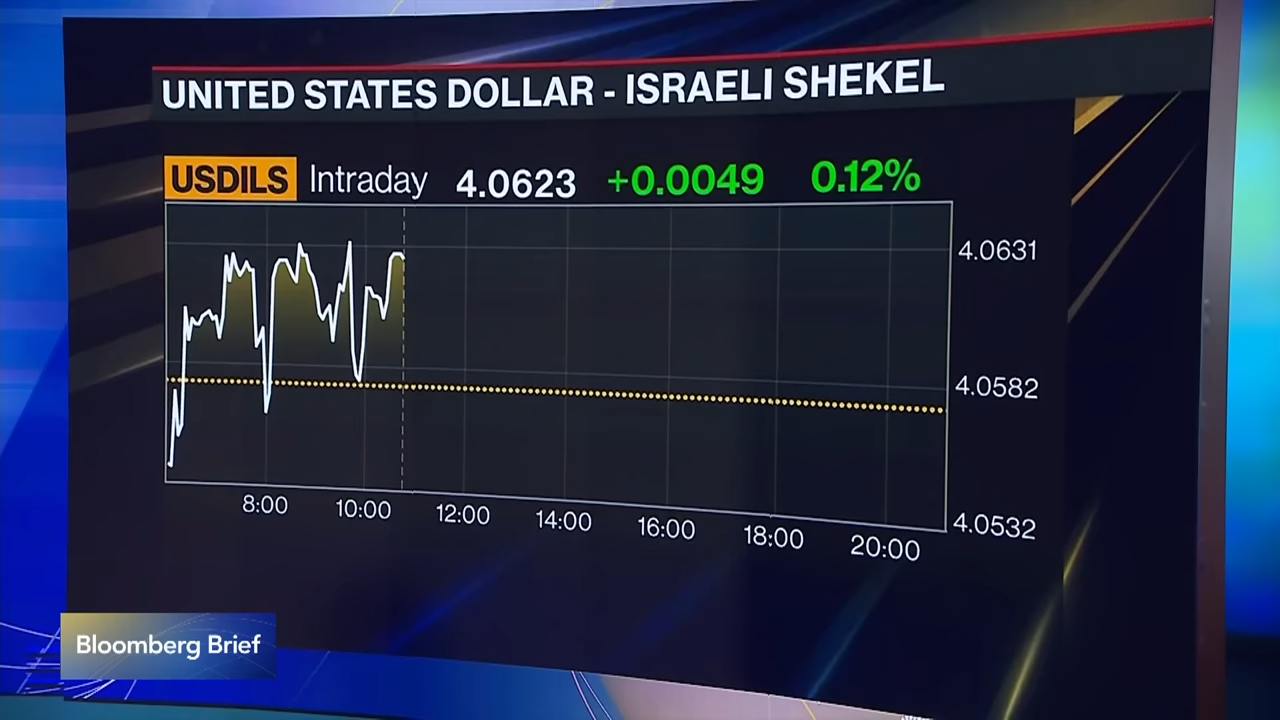 UNITED STATES DOLLAR - ISRAELI SHEKEL
USDILS Intraday 4.0623 +0.0049 0.12%
4.0631
4.0582
4.0532
8:00 10:00 12:00 14:00 16:00 18:00 20:00
Bloomberg Brief